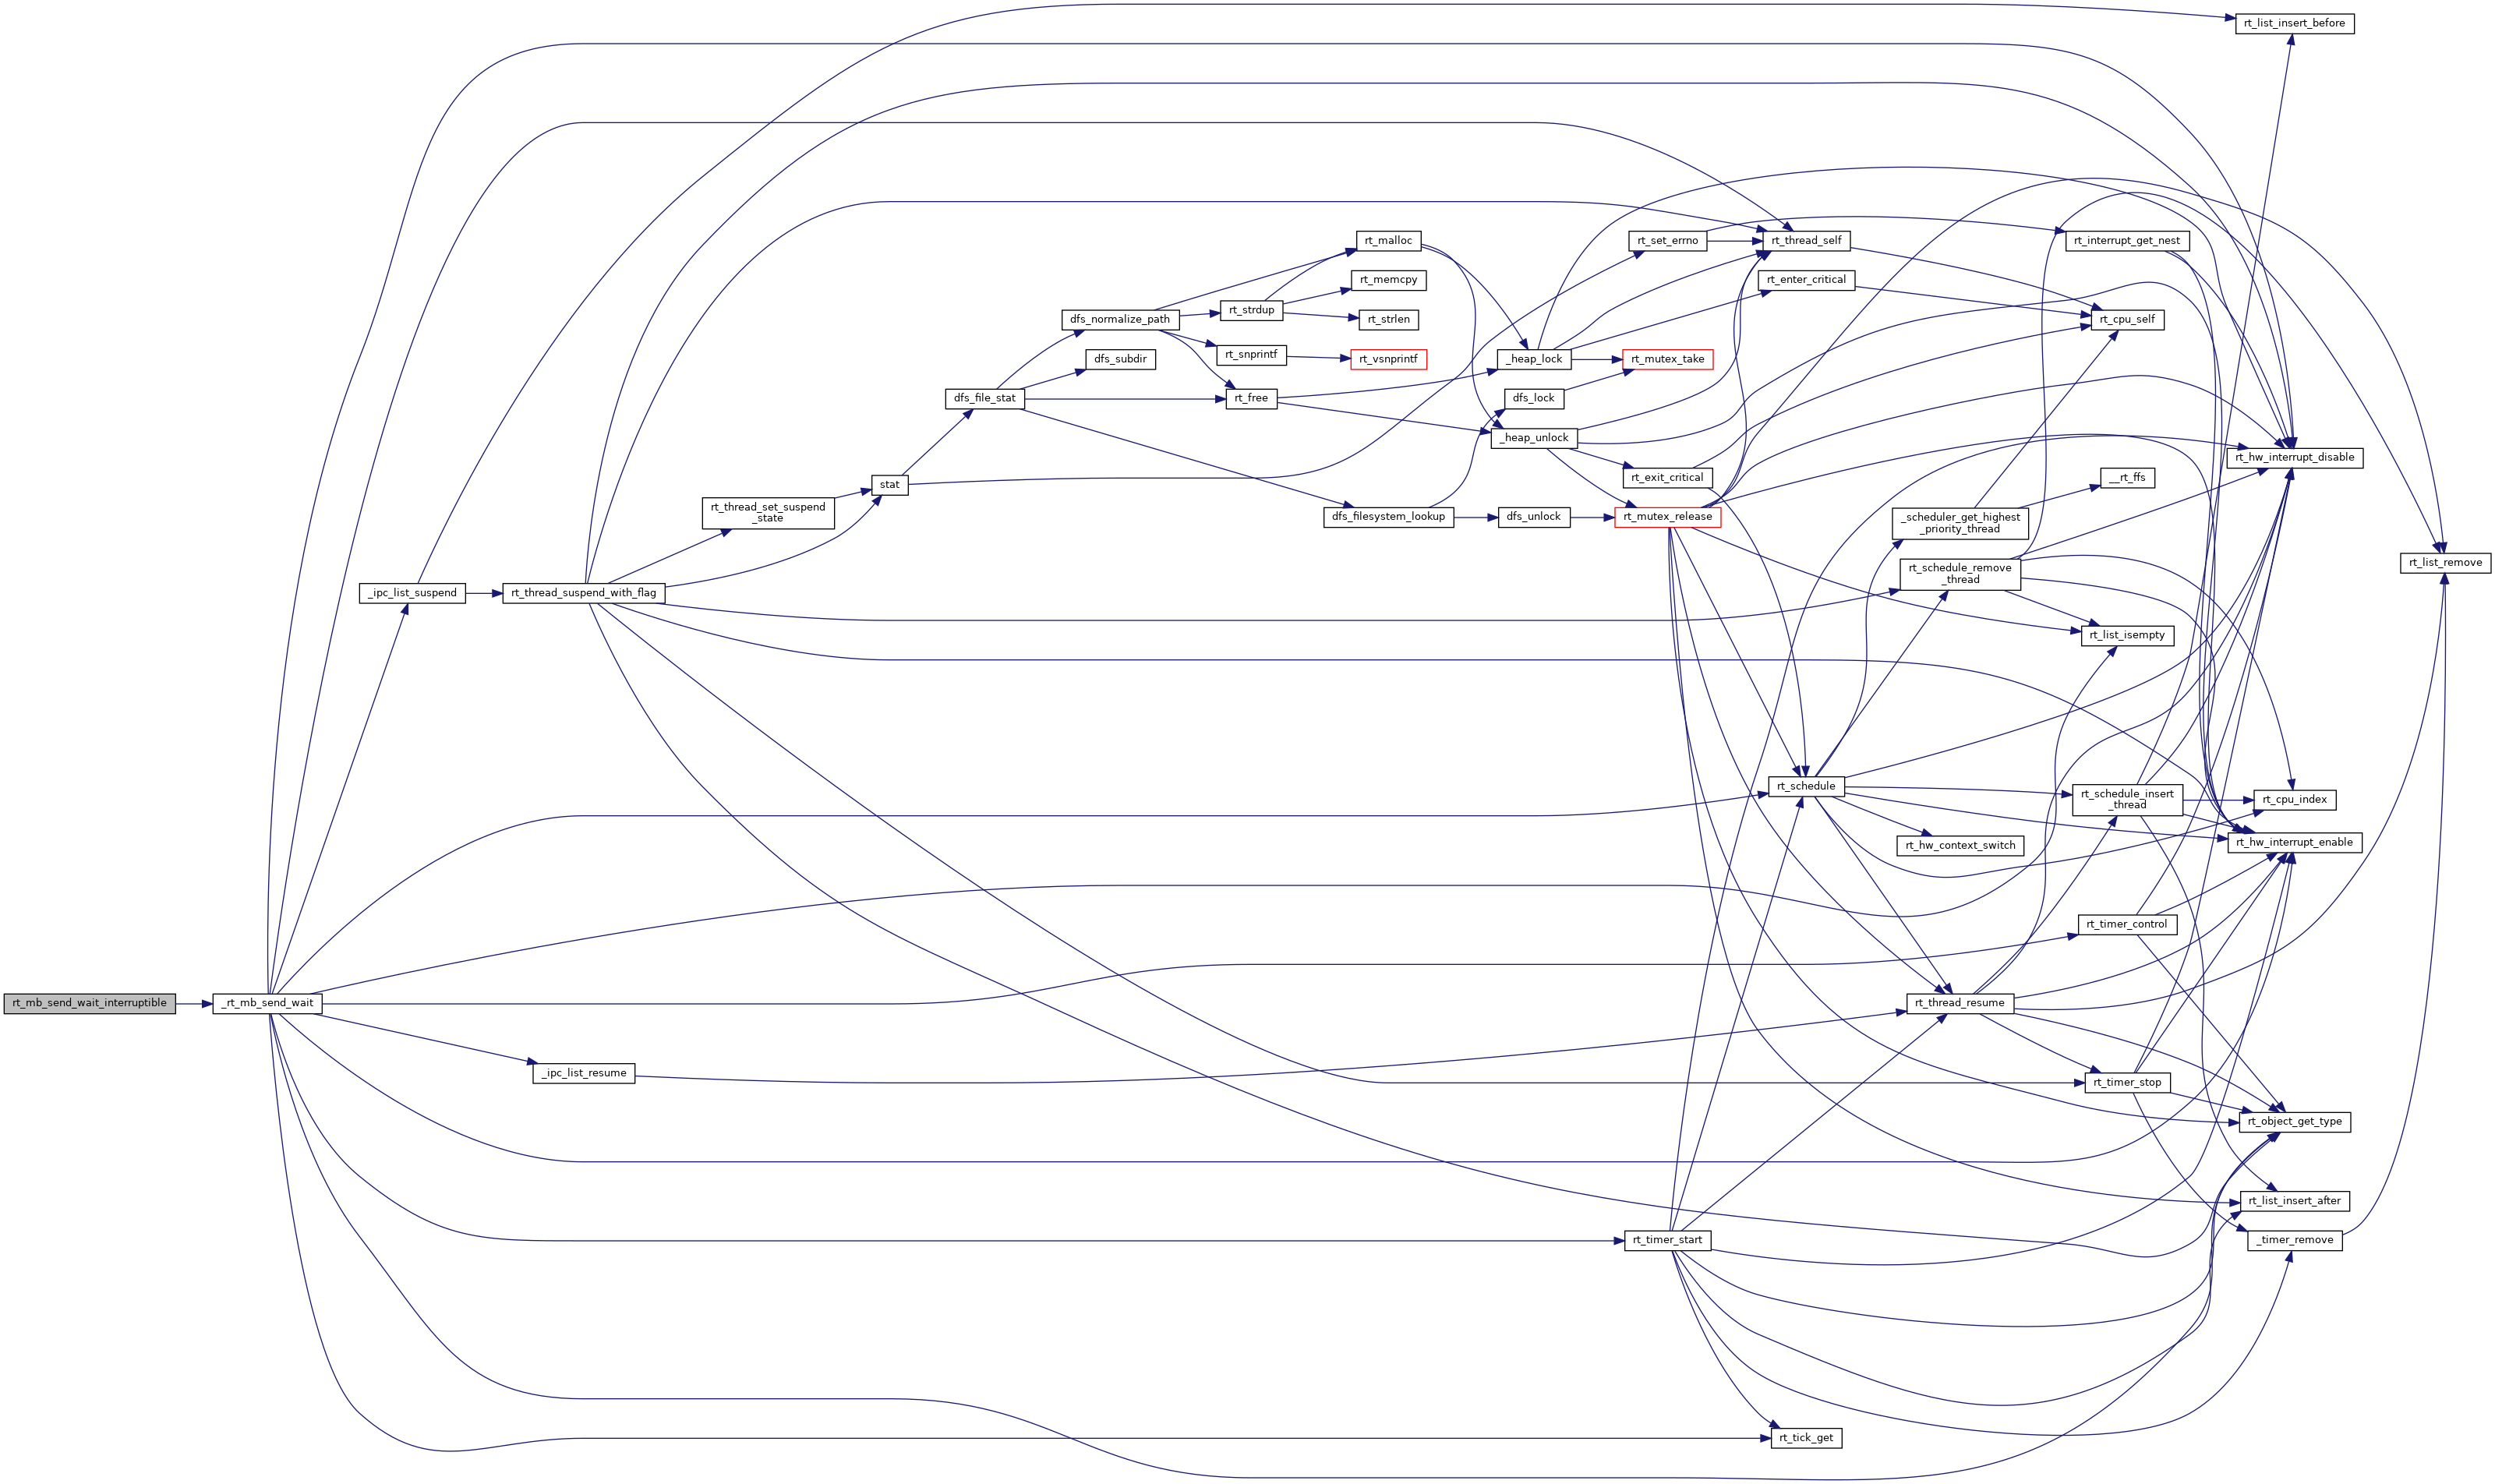 rt_mb_send_wait_interruptible
_rt_mb_send_wait
_ipc_list_suspend
rt_thread_suspend_with_flag
_ipc_list_resume
rt_thread_set_suspend
_state
stat
dfs_file_stat
dfs_normalize_path
dfs_subdir
rt_strdup
rt_snprintf
rt_free
rt_malloc
rt_memcpy
rt_strlen
rt_vsnprintf
dfs_filesystem_lookup
_heap_lock
dfs_lock
_heap_unlock
dfs_unlock
rt_set_errno
rt_mutex_take
rt_exit_critical
rt_mutex_release
rt_timer_start
rt_thread_self
rt_enter_critical
rt_schedule
rt_tick_get
_scheduler_get_highest
_priority_thread
rt_schedule_remove
_thread
rt_hw_context_switch
rt_thread_resume
rt_interrupt_get_nest
rt_cpu_self
__rt_ffs
rt_list_isempty
rt_schedule_insert
_thread
rt_timer_control
rt_timer_stop
rt_list_insert_before
rt_hw_interrupt_disable
rt_cpu_index
rt_hw_interrupt_enable
rt_object_get_type
rt_list_insert_after
_timer_remove
rt_list_remove